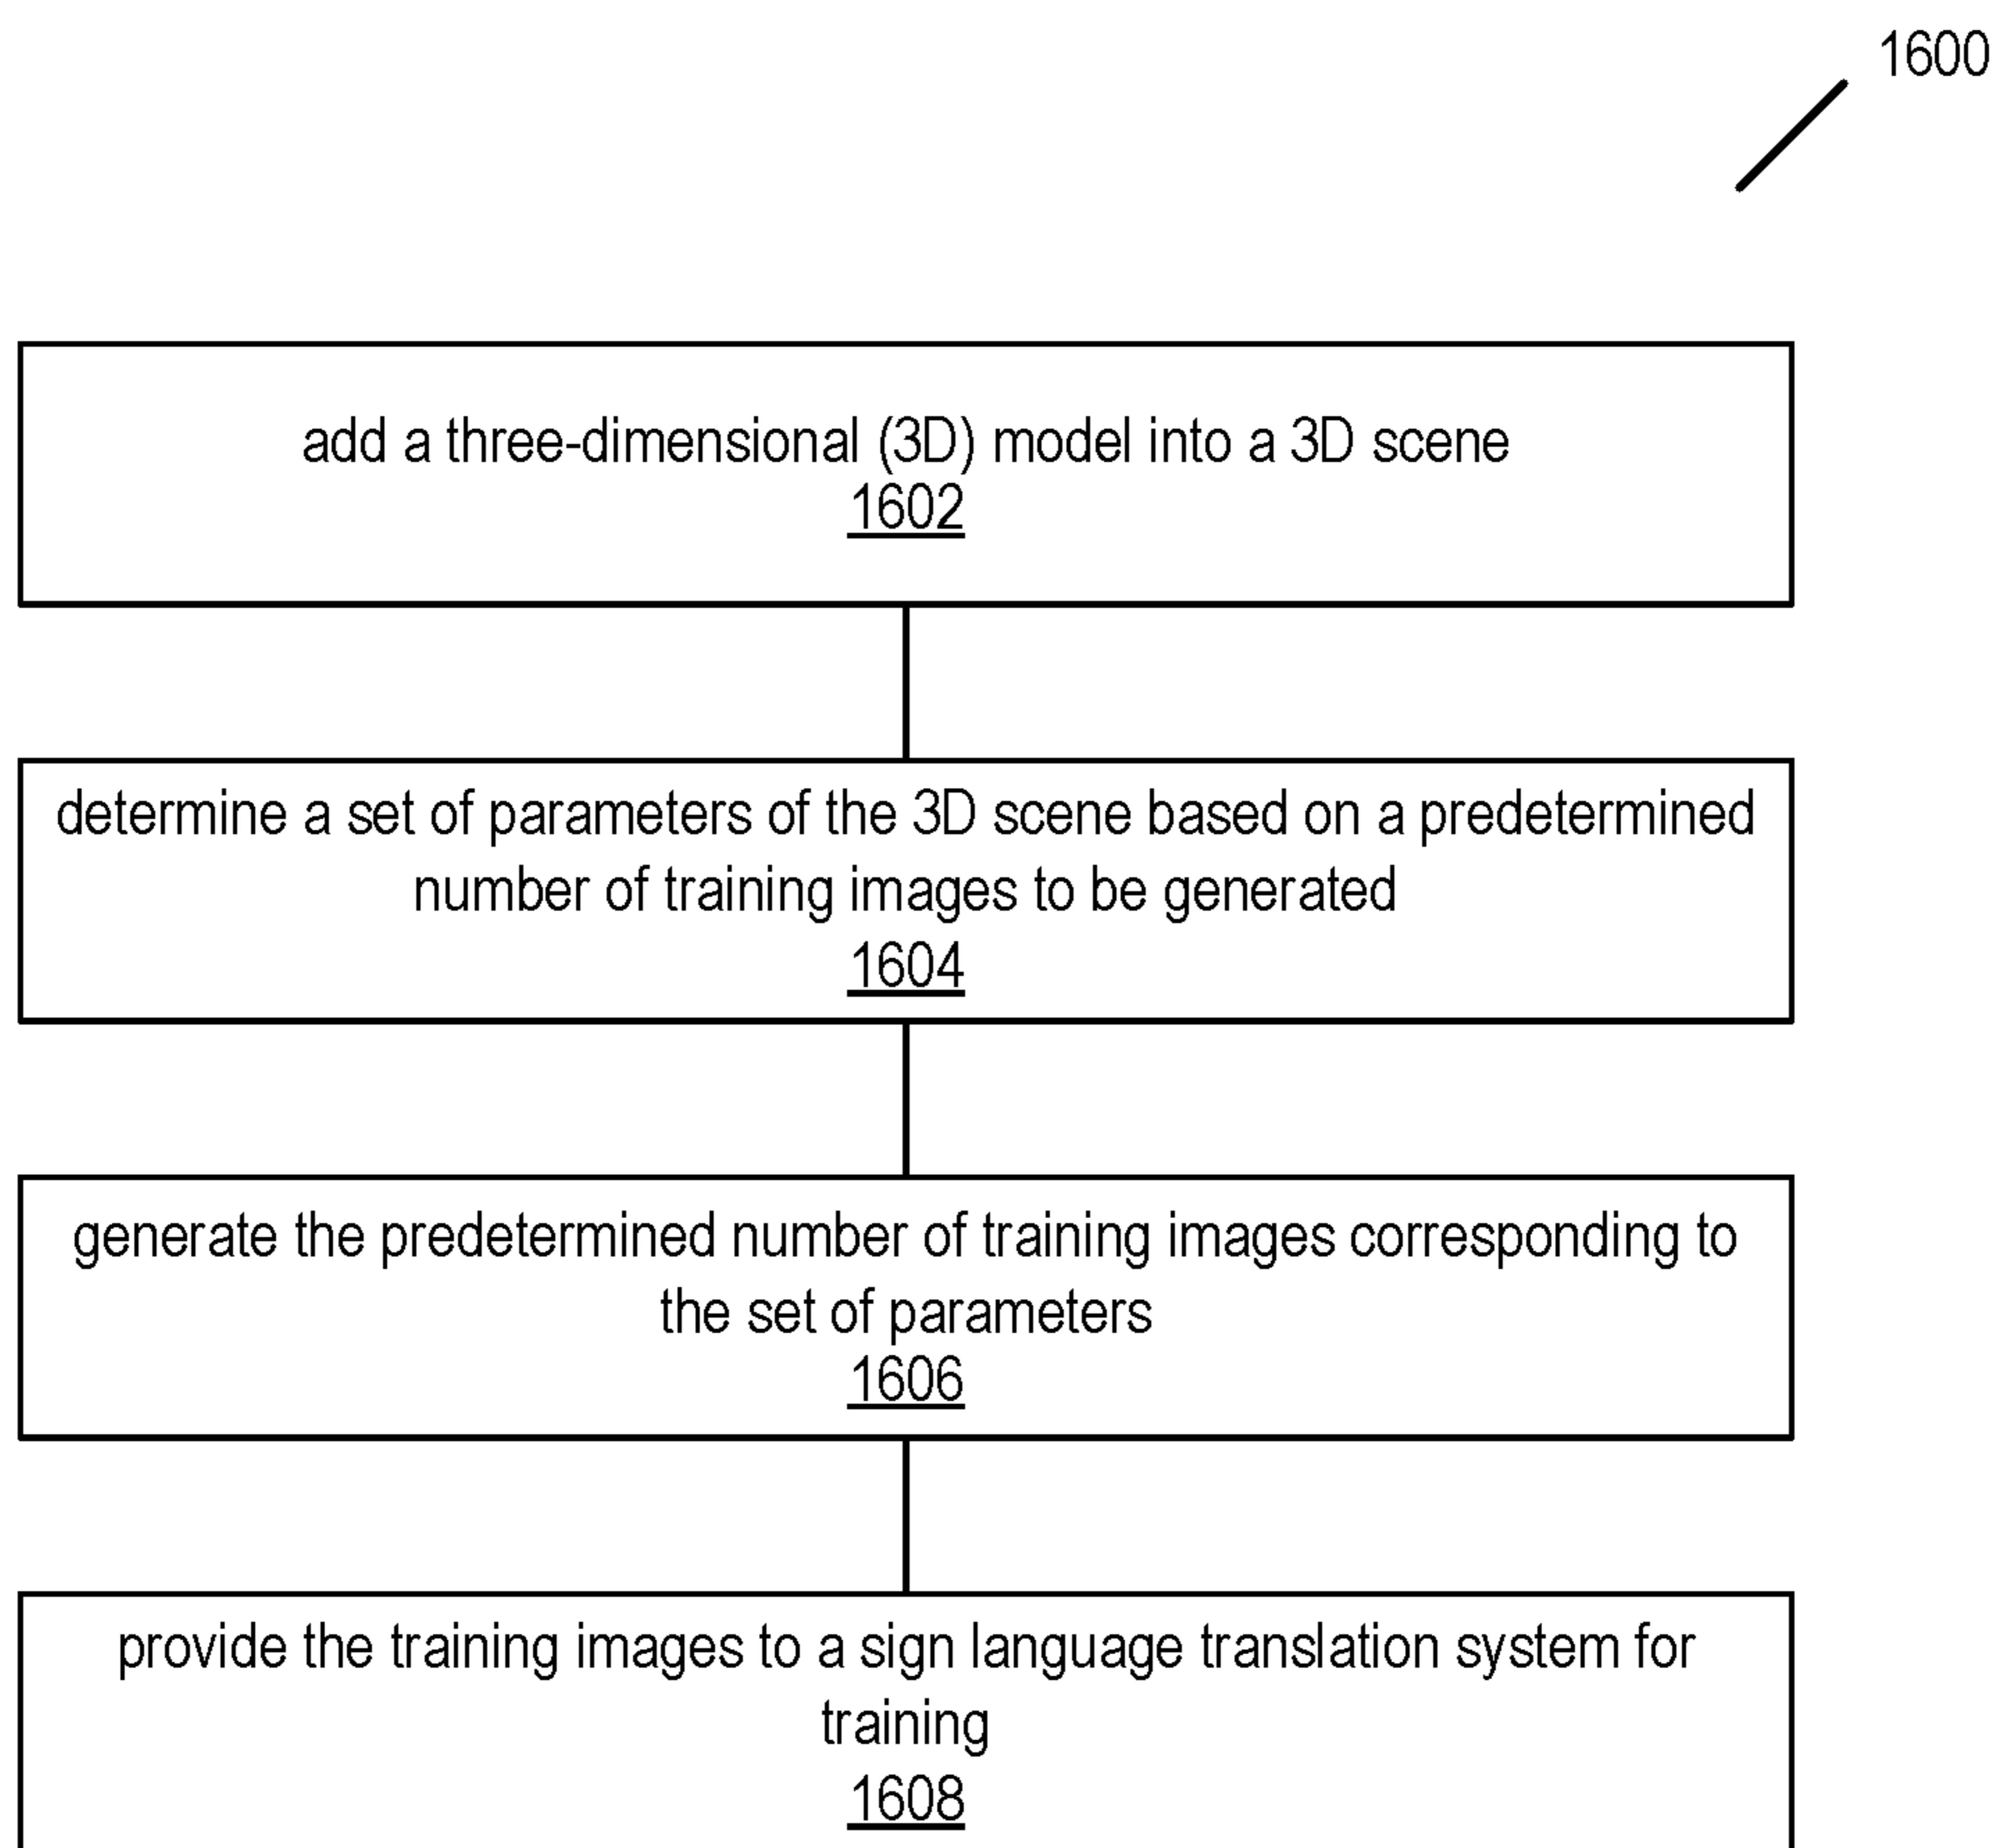 1600
add a three-dimensional (3D) model into a 3D scene
1602
determine a set of parameters of the 3D scene based on a predetermined
number of training images to be generated
1604
generate the predetermined number of training images corresponding to
the set of parameters
1606
provide the training images to a sign language translation system for
training
1608